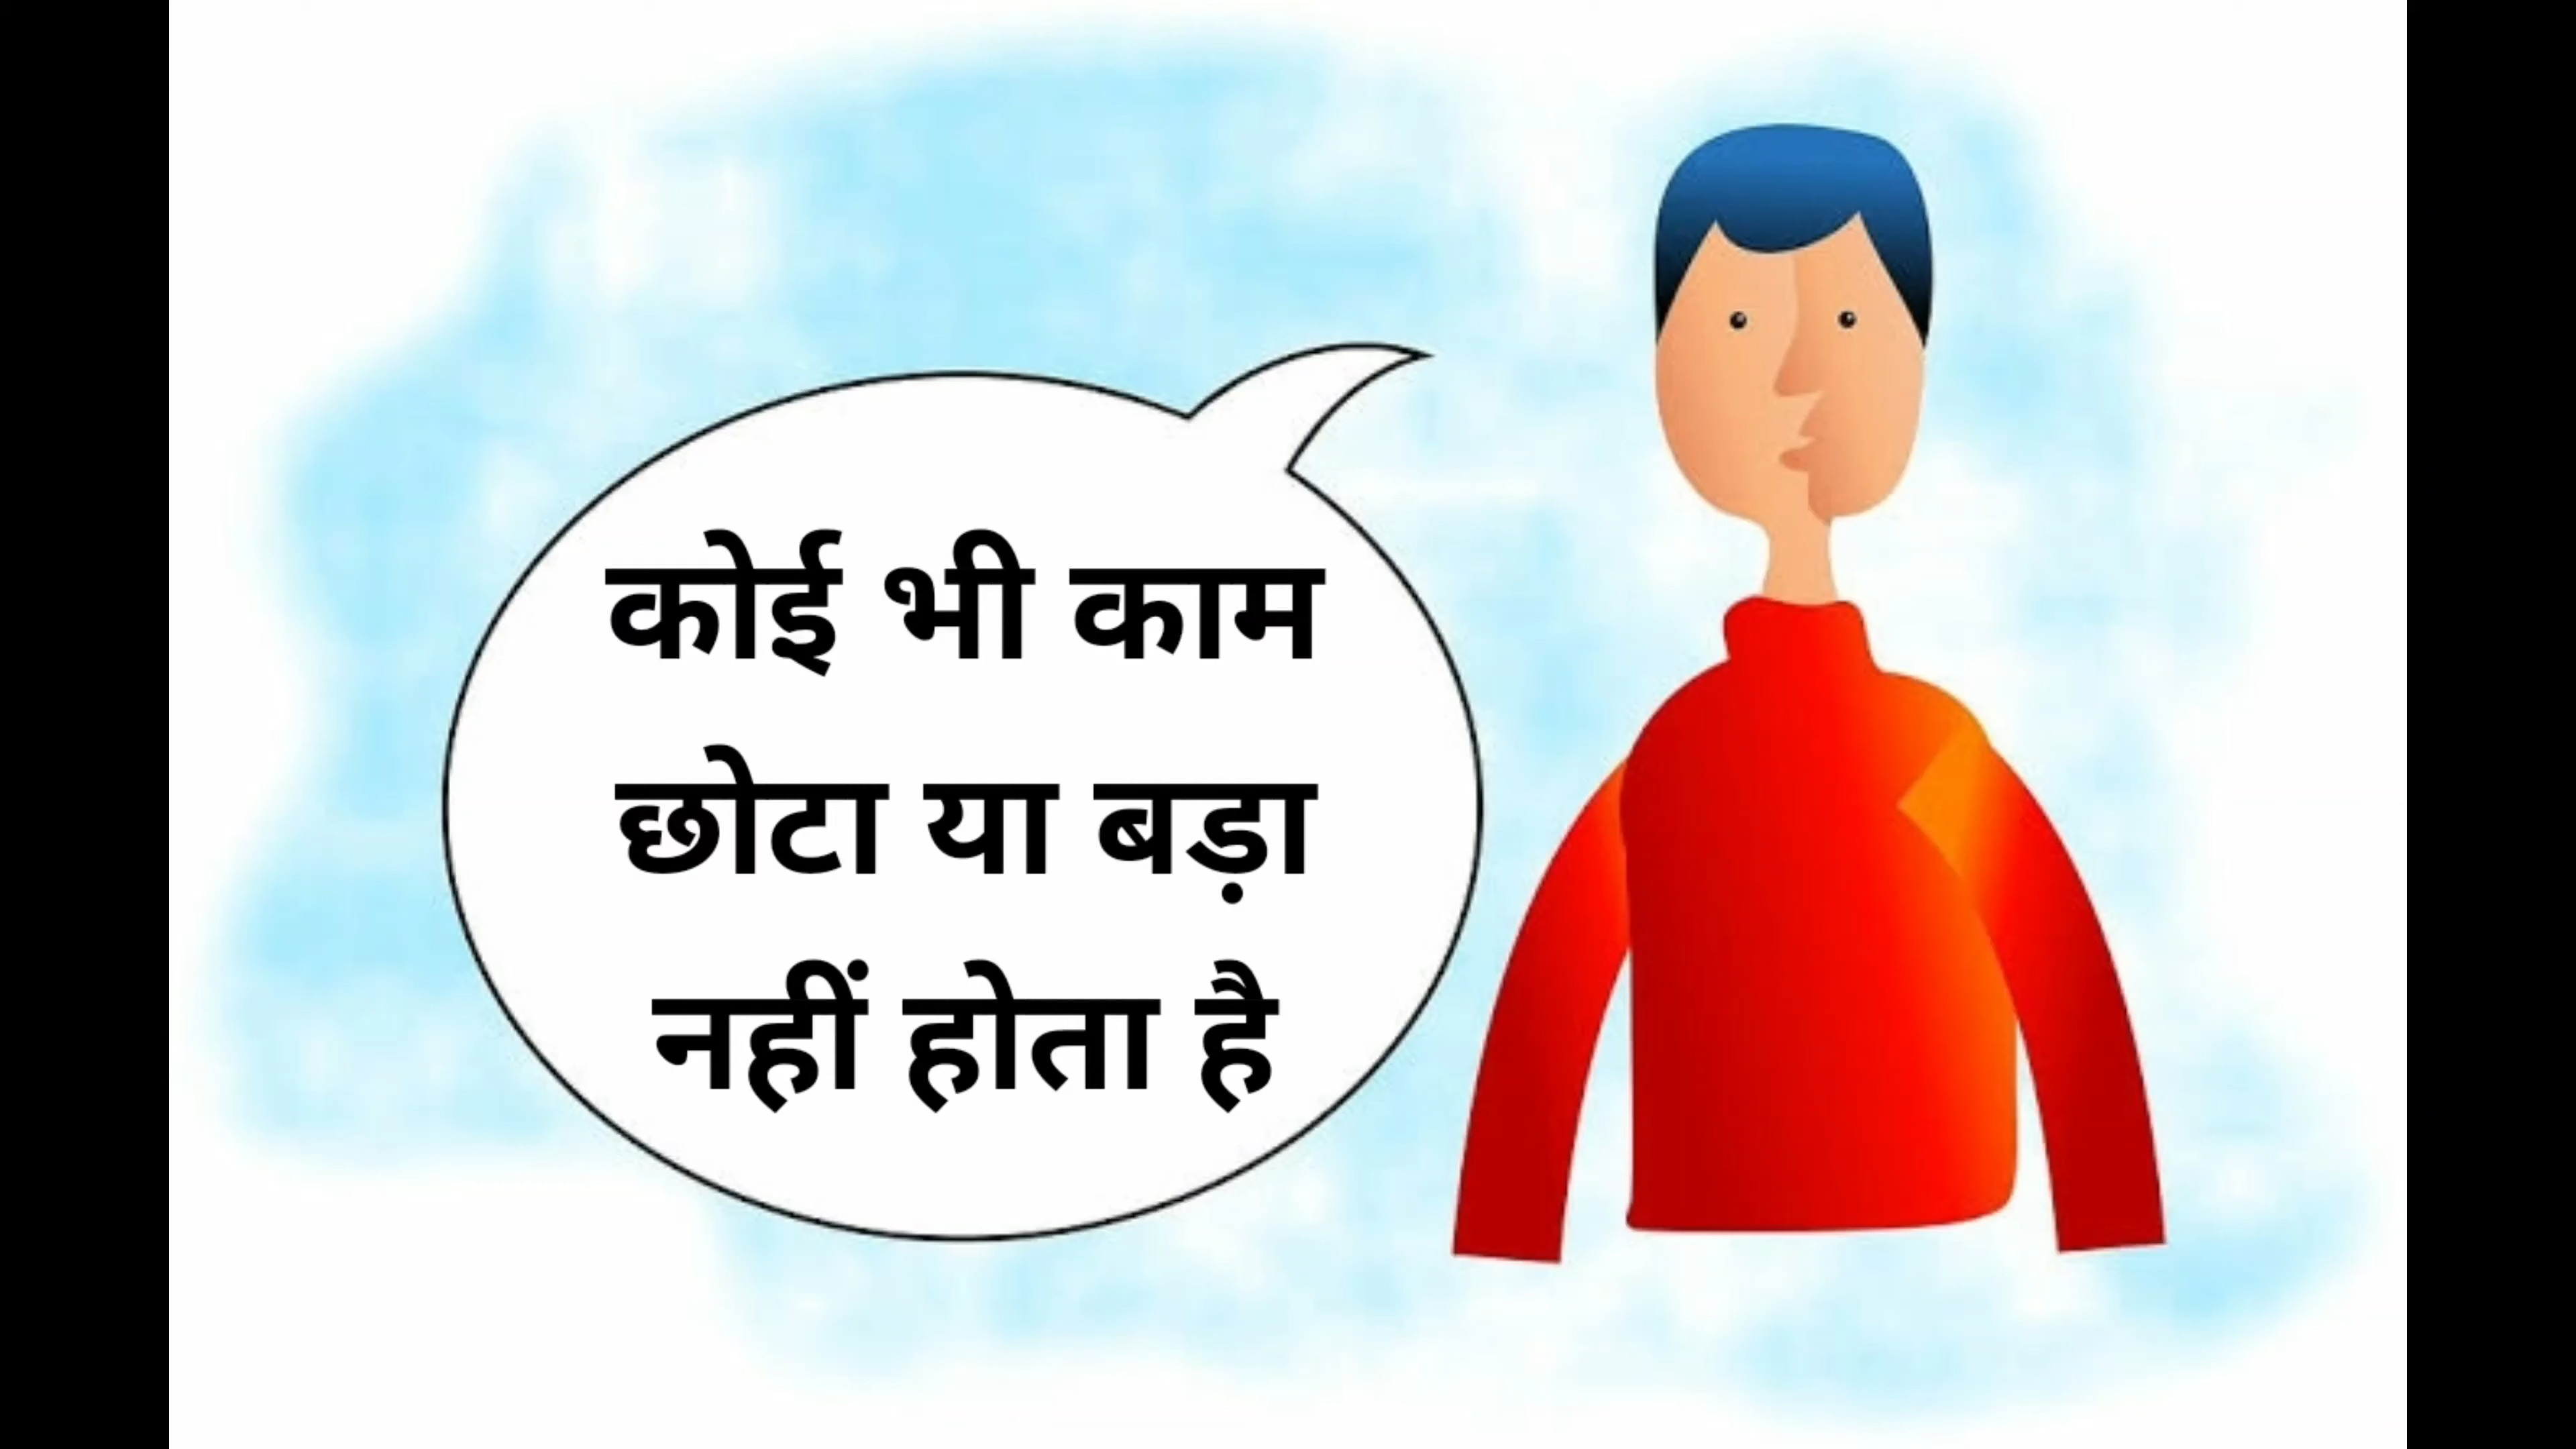 कोई भी काम
छोटा या बड़ा
नहीं होता है